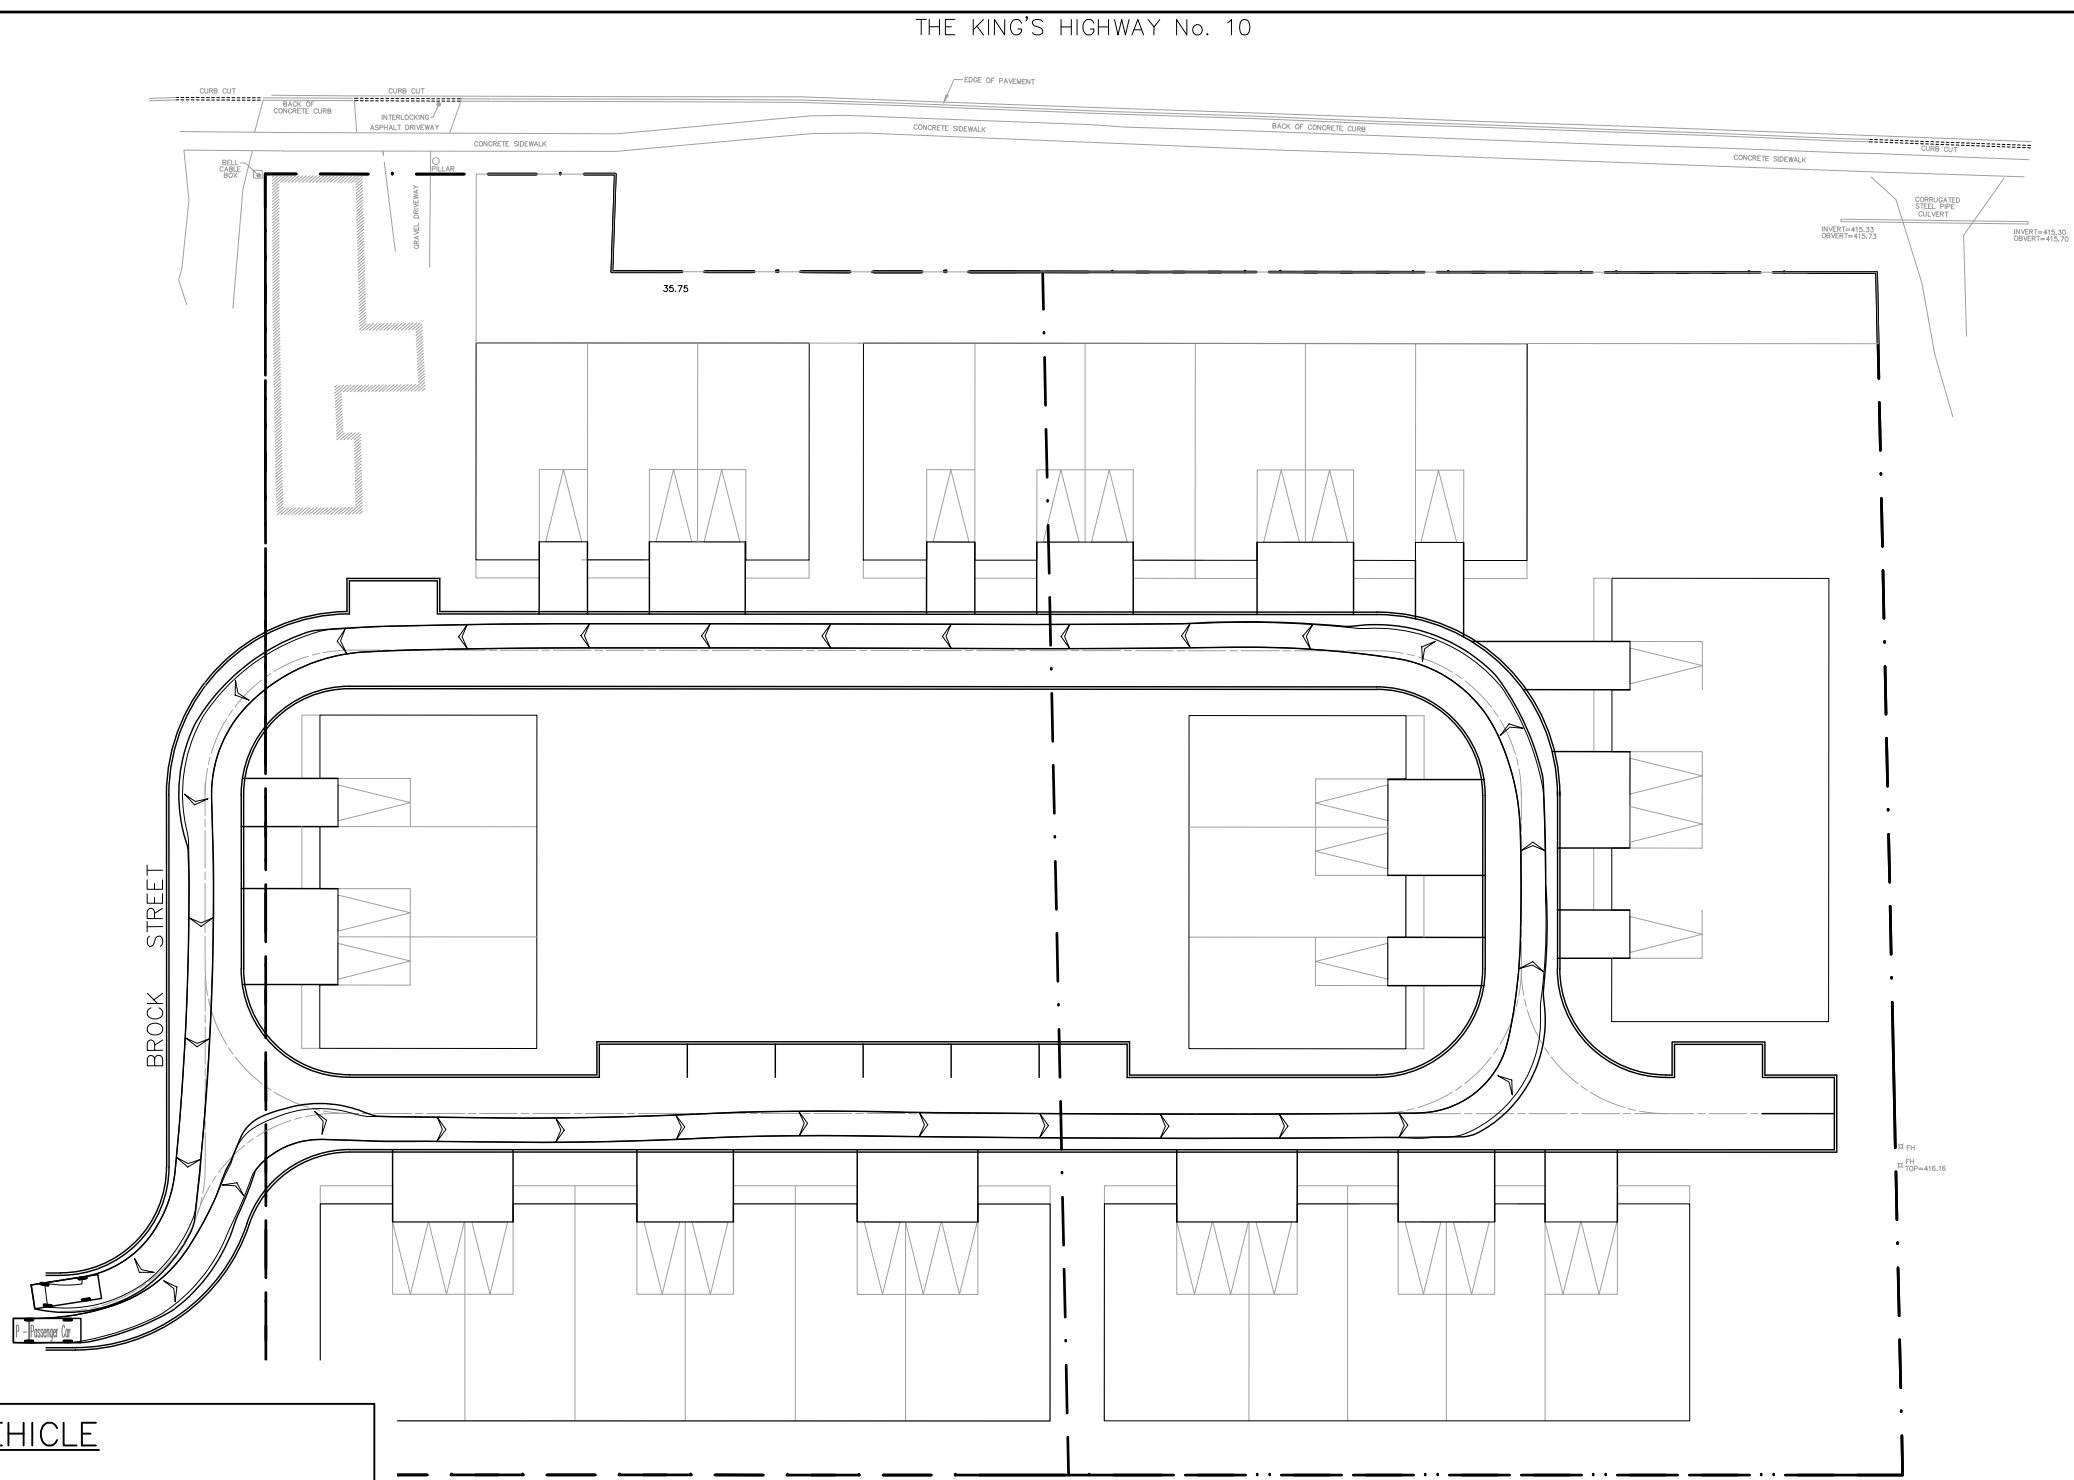 THE KING'S HIGHWAY No. 10
EDGE OF PAVEMENT
CURB CUT
CURB CUT
BACK OF
CONCRETE CURB
INTERLOCKING
ASPHALT DRIVEWAY
CONCRETE SIDEWALK
CONCRETE SIDEWALK
BACK OF CONCRETE CURB
CURB CUT
CONCRETE SIDEWALK
BELL
CABLE
BOX
PILLAR
GRAVEL DRIVEWAY
CORRUGATED
STEEL PIPE
CULVERT
INVERT=415.33
OBVERT=415.73
INVERT=415.30
OBVERT=415.70
35.75
BROCK STREET
FH
FH
TOP=416.16
P - Passenger Car
EHICLE